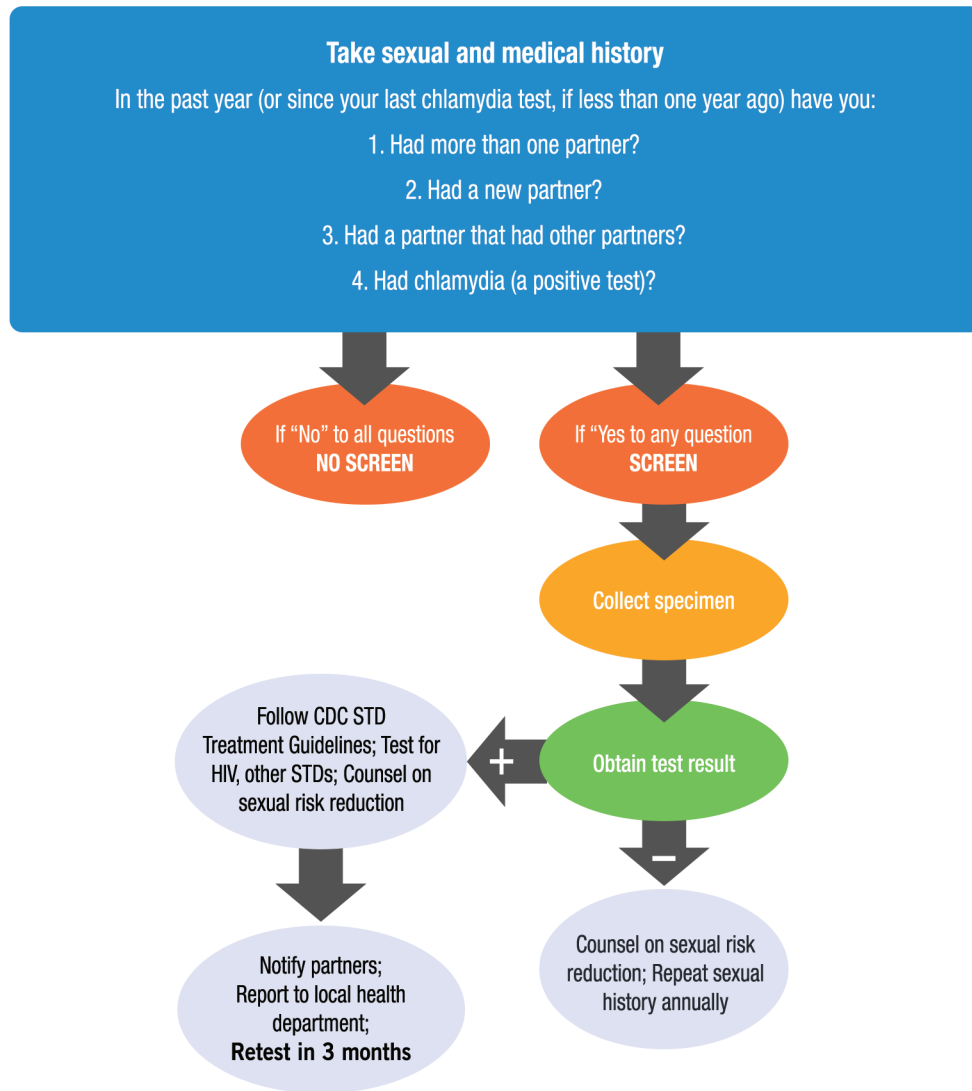 Take sexual and medical history
In the past year (or since your last chlamydia test, if less than one year ago) have you:
1. Had more than one partner?
2. Had a new partner?
3. Had a partner that had other partners?
4. Had chlamydia (a positive test)?
If “No” to all questions
NO SCREEN
If “Yes to any question
SCREEN
Collect specimen
Obtain test result
+
Follow CDC STD
Treatment Guidelines; Test for
HIV, other STDs; Counsel on
sexual risk reduction
–
Notify partners;
Report to local health
department;
Retest in 3 months
Counsel on sexual risk
reduction; Repeat sexual
history annually